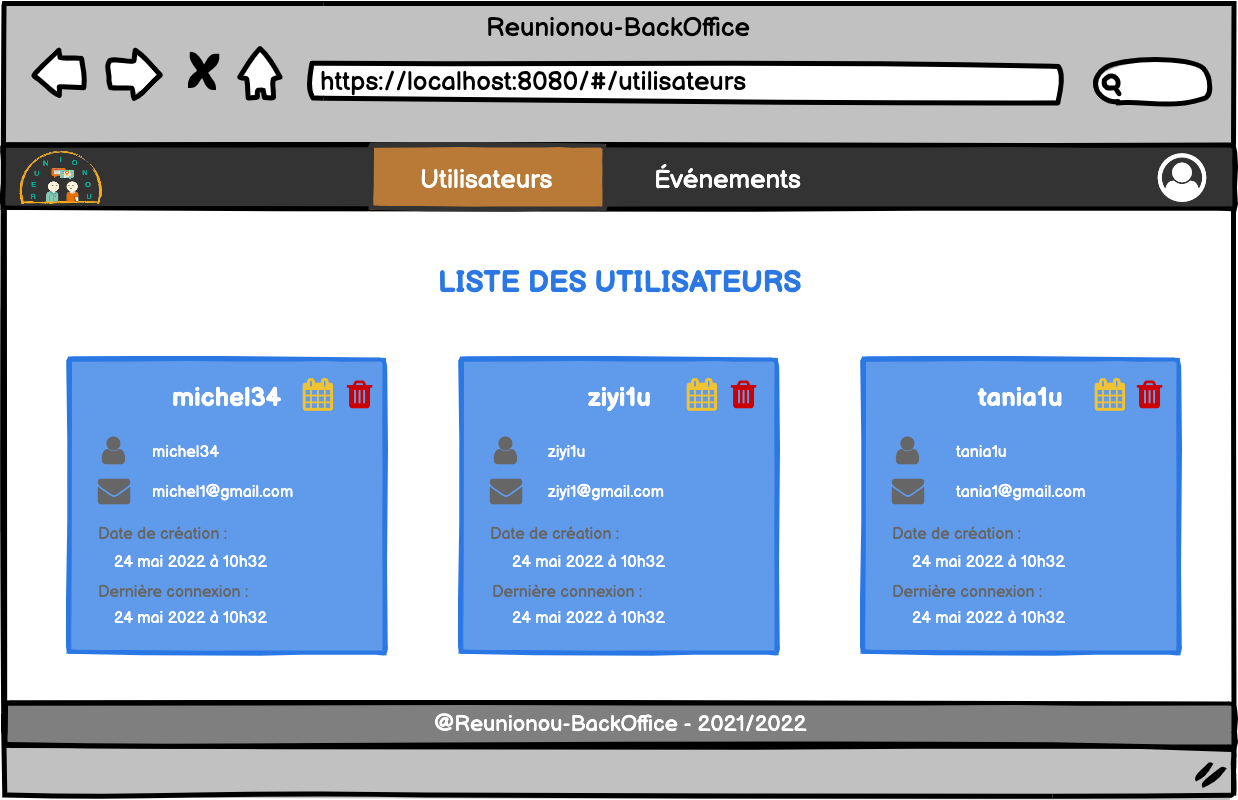 Reunionou-BackOffice
https://localhost:8080/#/utilisateurs
REUNIONOU
Utilisateurs
Événements
LISTE DES UTILISATEURS
michel34
michel34
michel1@gmail.com
Date de création :
24 mai 2022 à 10h32
Dernière connexion :
24 mai 2022 à 10h32
ziyi1u
ziyi1u
ziyi1@gmail.com
Date de création :
24 mai 2022 à 10h32
Dernière connexion :
24 mai 2022 à 10h32
tania1u
tania1u
tania1@gmail.com
Date de création :
24 mai 2022 à 10h32
Dernière connexion :
24 mai 2022 à 10h32
@Reunionou-BackOffice - 2021/2022